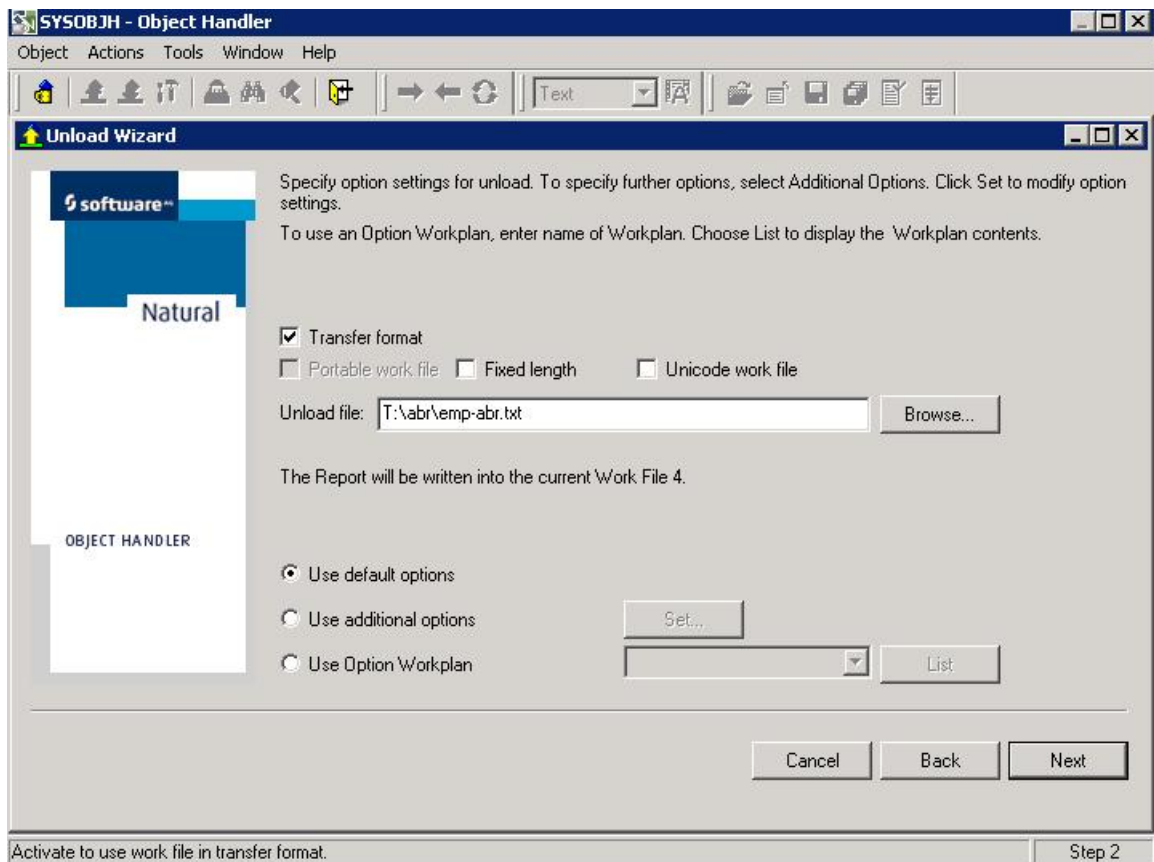 SYSOBJH - Object Handler
Object Actions Tools Window Help
Text
Unload Wizard
Specify option settings for unload. To specify further options, select Additional Options. Click Set to modify option
settings.
To use an Option Workplan, enter name of Workplan. Choose List to display the Workplan contents.
software AG
Natural
OBJECT HANDLER
Transfer format
Portable work file Fixed length Unicode work file
Unload file: T:\abr\emp-abr.txt Browse...
The Report will be written into the current Work File 4.
Use default options
Use additional options Set...
Use Option Workplan List
Cancel Back Next
Activate to use work file in transfer format. Step 2